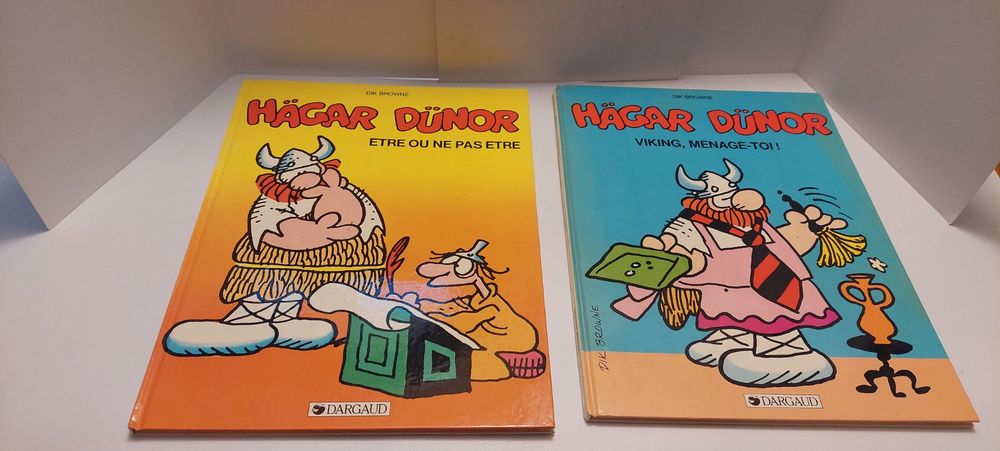 DIK BROWNE
HÄGAR DÜNOR
ETRE OU NE PAS ETRE
DARGAUD
DIK BROWNE
HÄGAR DÜNOR
VIKING, MENAGE-TOI !
DIK BROWNE
DARGAUD